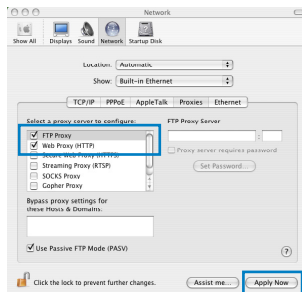 Network
Show All Displays Sound Network Startup Disk
Location: Automatic
Show: Built-in Ethernet
TCP/IP PPPoE AppleTalk Proxies Ethernet
Select a proxy server to configure:
FTP Proxy Server
FTP Proxy
Web Proxy (HTTP)
:
Secure Web Proxy (HTTPS)
Proxy server requires password
Streaming Proxy (RTSP)
Set Password...
SOCKS Proxy
Gopher Proxy
Bypass proxy settings for
these Hosts & Domains:
Use Passive FTP Mode (PASV)
?
Click the lock to prevent further changes.
Assist me...
Apply Now